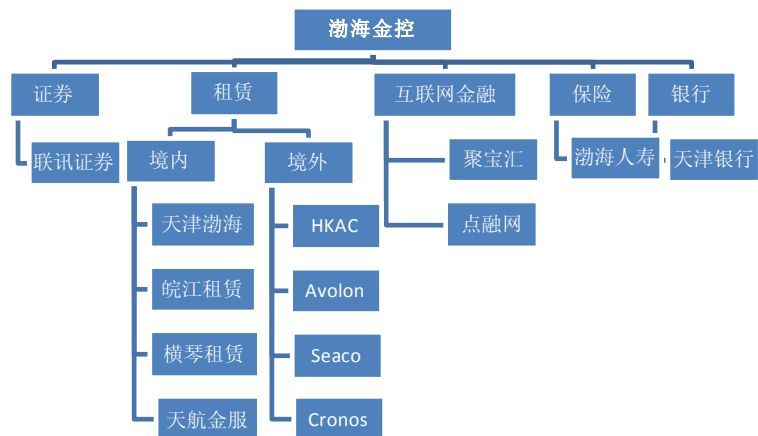 渤海金控
证券
租赁
互联网金融
保险
银行
联讯证券
境内
境外
聚宝汇
渤海人寿
天津银行
天津渤海
HKAC
点融网
皖江租赁
Avolon
横琴租赁
Seaco
天航金服
Cronos